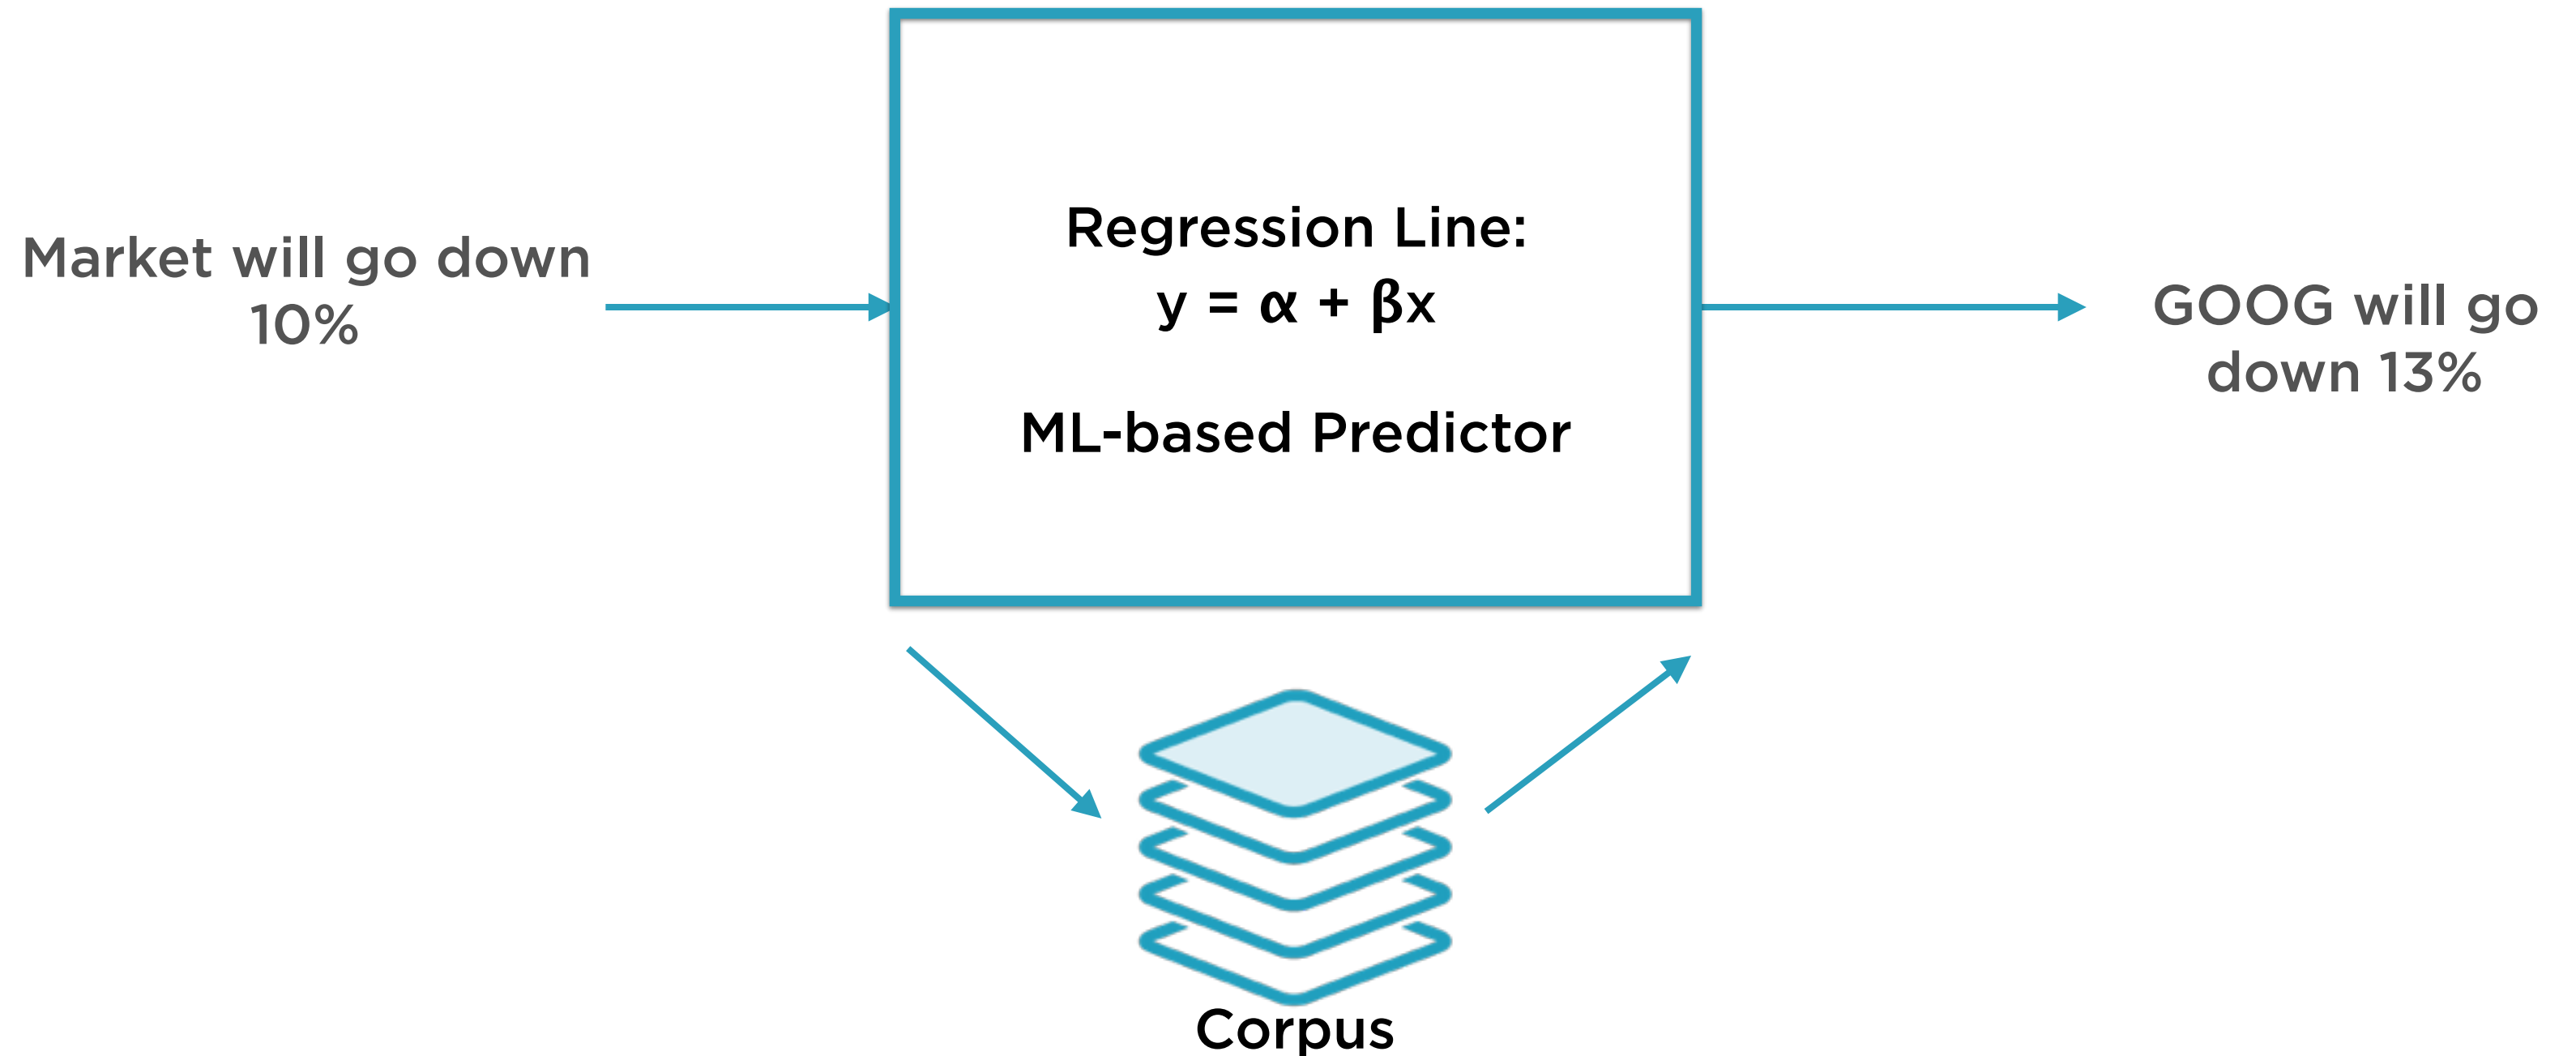 Market will go down
10%
Regression Line:
y = α + βx
ML-based Predictor
GOOG will go
down 13%
Corpus